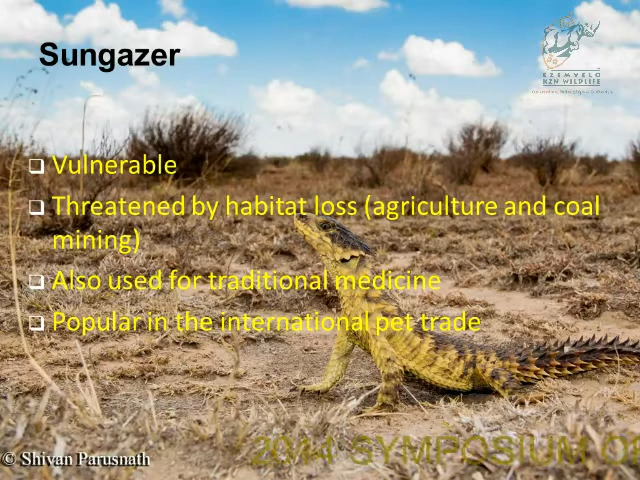 Sungazer
EZEMVELO
KZN WILDLIFE
Vulnerable
Threatened by habitat loss (agriculture and coal
mining)
Also used for traditional medicine
Popular in the international pet trade
© Shivan Parusnath
2014 SYMPOSIUM OF